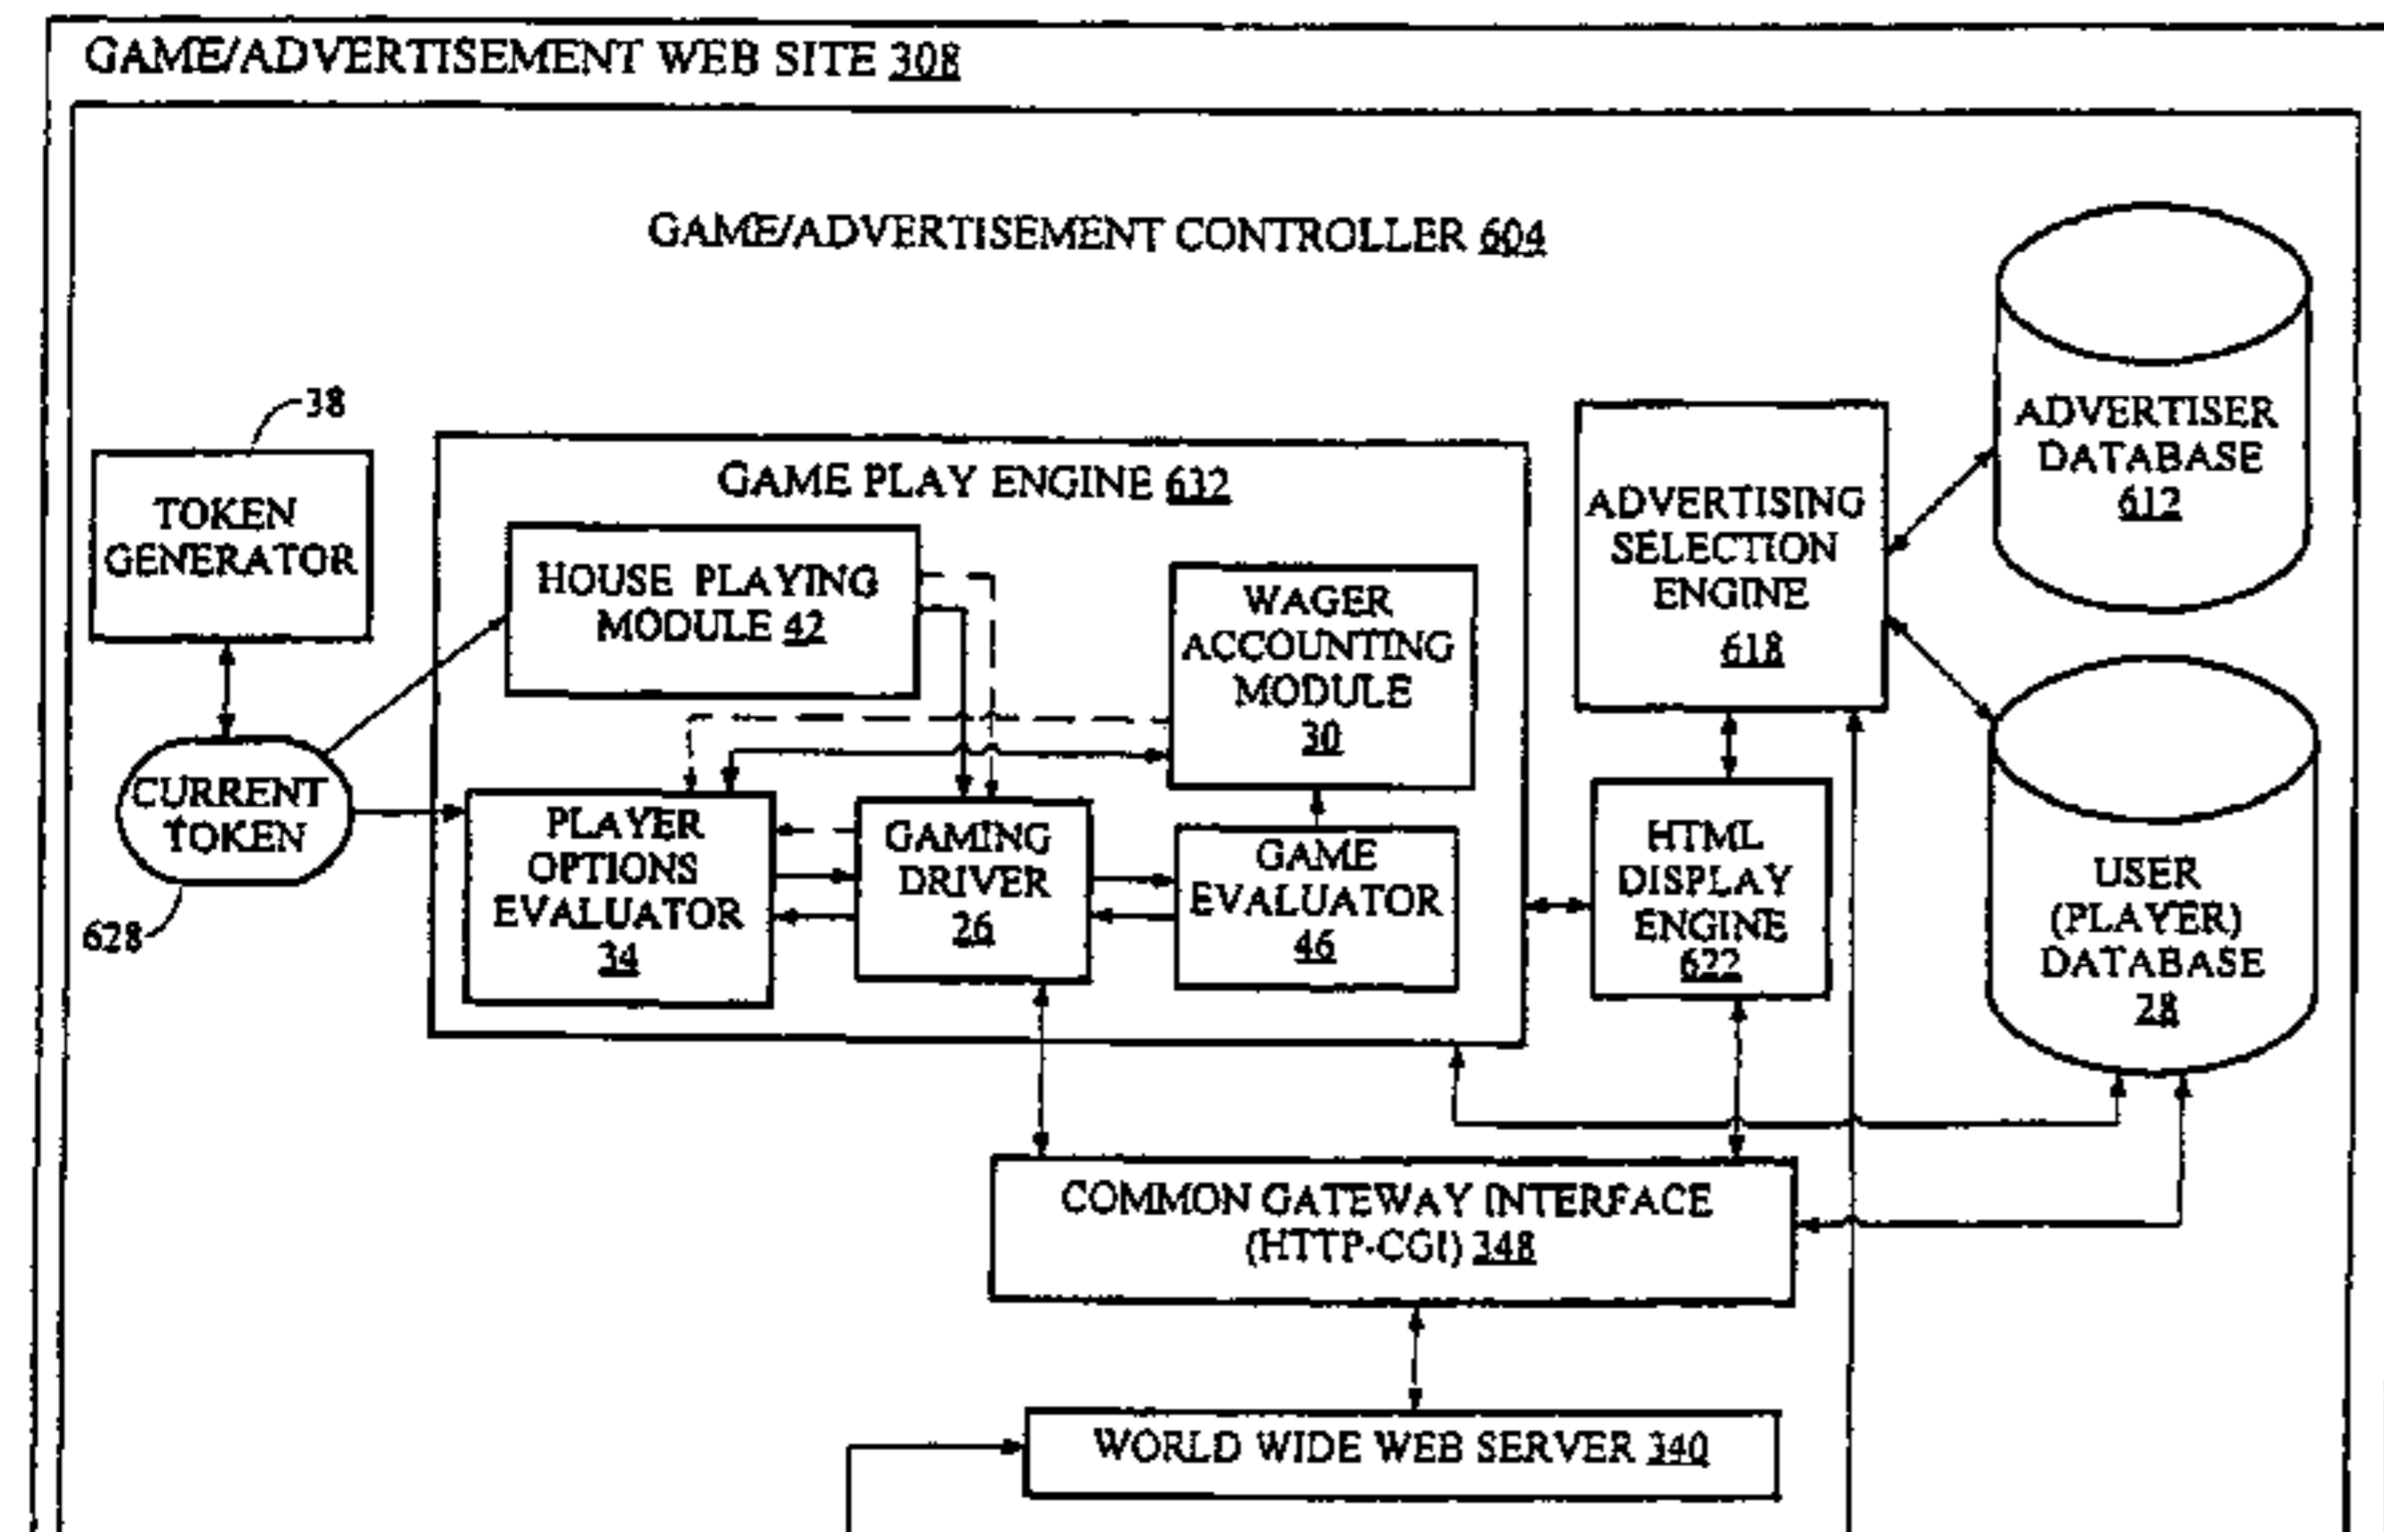 GAME/ADVERTISEMENT WEB SITE 308
GAME/ADVERTISEMENT CONTROLLER 604
38
TOKEN
GENERATOR
CURRENT
TOKEN
628
GAME PLAY ENGINE 632
HOUSE PLAYING
MODULE 42
WAGER
ACCOUNTING
MODULE
30
PLAYER
OPTIONS
EVALUATOR
34
GAMING
DRIVER
26
GAME
EVALUATOR
46
ADVERTISING
SELECTION
ENGINE
618
HTML
DISPLAY
ENGINE
622
ADVERTISER
DATABASE
612
USER
(PLAYER)
DATABASE
28
COMMON GATEWAY INTERFACE
(HTTP-CGI) 348
WORLD WIDE WEB SERVER 340